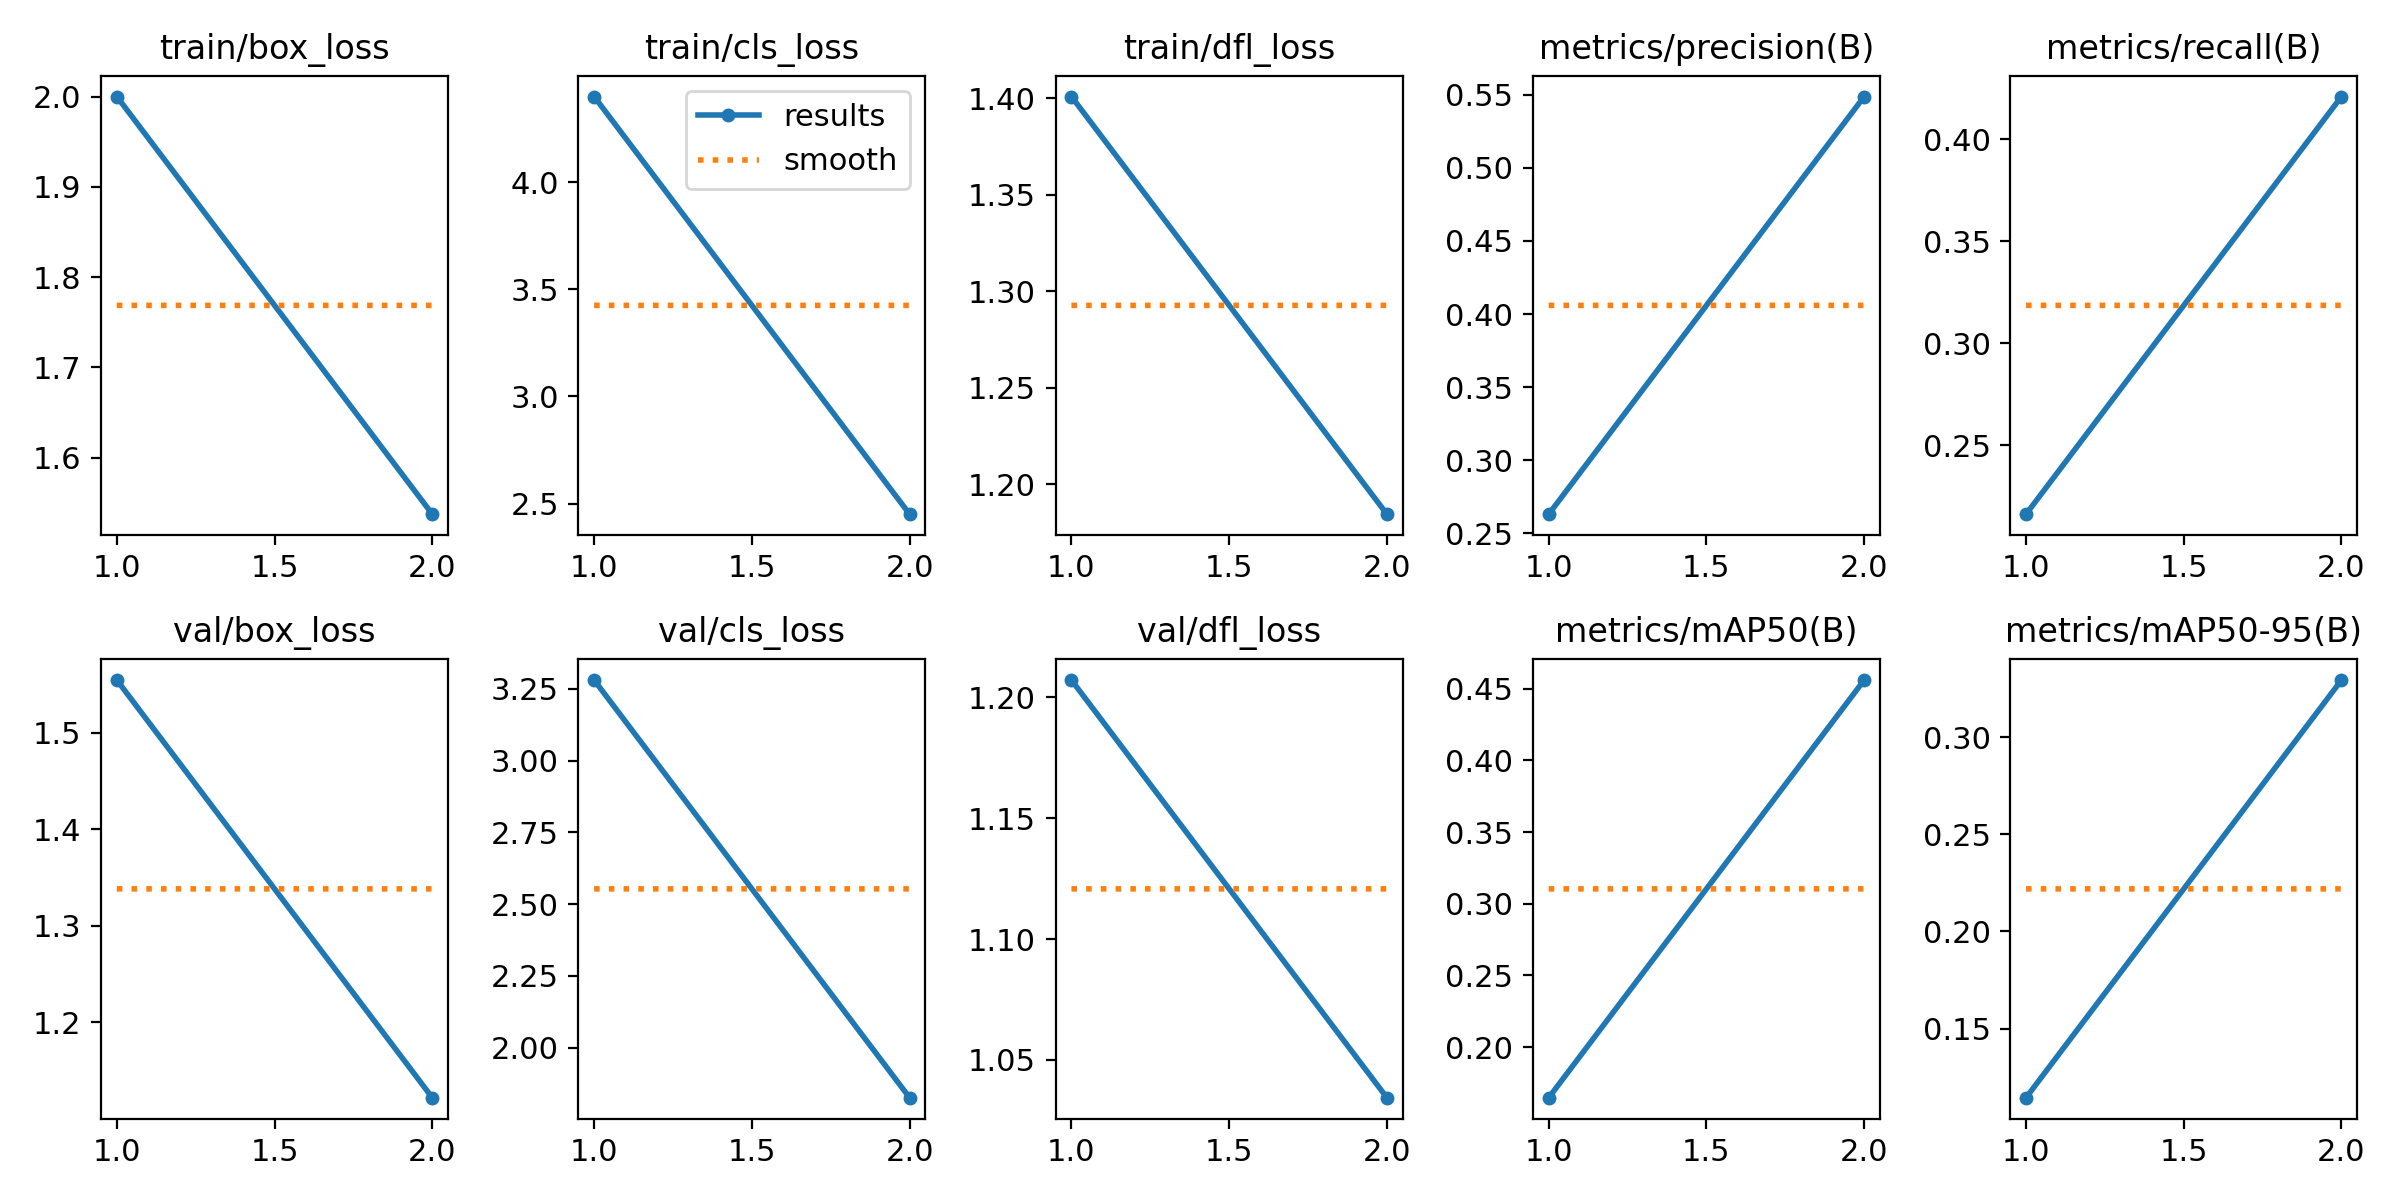 train/box_loss
2.0
1.9
1.8
1.7
1.6
1.0 1.5 2.0
train/cls_loss
results
smooth
4.0
3.5
3.0
2.5
1.0 1.5 2.0
train/dfl_loss
1.40
1.35
1.30
1.25
1.20
1.0 1.5 2.0
metrics/precision(B)
0.55
0.50
0.45
0.40
0.35
0.30
0.25
1.0 1.5 2.0
metrics/recall(B)
0.40
0.35
0.30
0.25
1.0 1.5 2.0
val/box_loss
1.5
1.4
1.3
1.2
1.0 1.5 2.0
val/cls_loss
3.25
3.00
2.75
2.50
2.25
2.00
1.0 1.5 2.0
val/dfl_loss
1.20
1.15
1.10
1.05
1.0 1.5 2.0
metrics/mAP50(B)
0.45
0.40
0.35
0.30
0.25
0.20
1.0 1.5 2.0
metrics/mAP50-95(B)
0.30
0.25
0.20
0.15
1.0 1.5 2.0